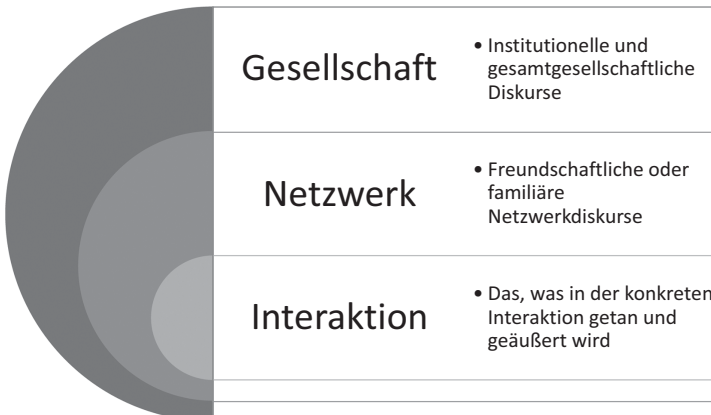 Gesellschaft
• Institutionelle und
gesamtgesellschaftliche
Diskurse
Netzwerk
• Freundschaftliche oder
familiäre
Netzwerkdiskurse
Interaktion
• Das, was in der konkreten
Interaktion getan und
geäußert wird